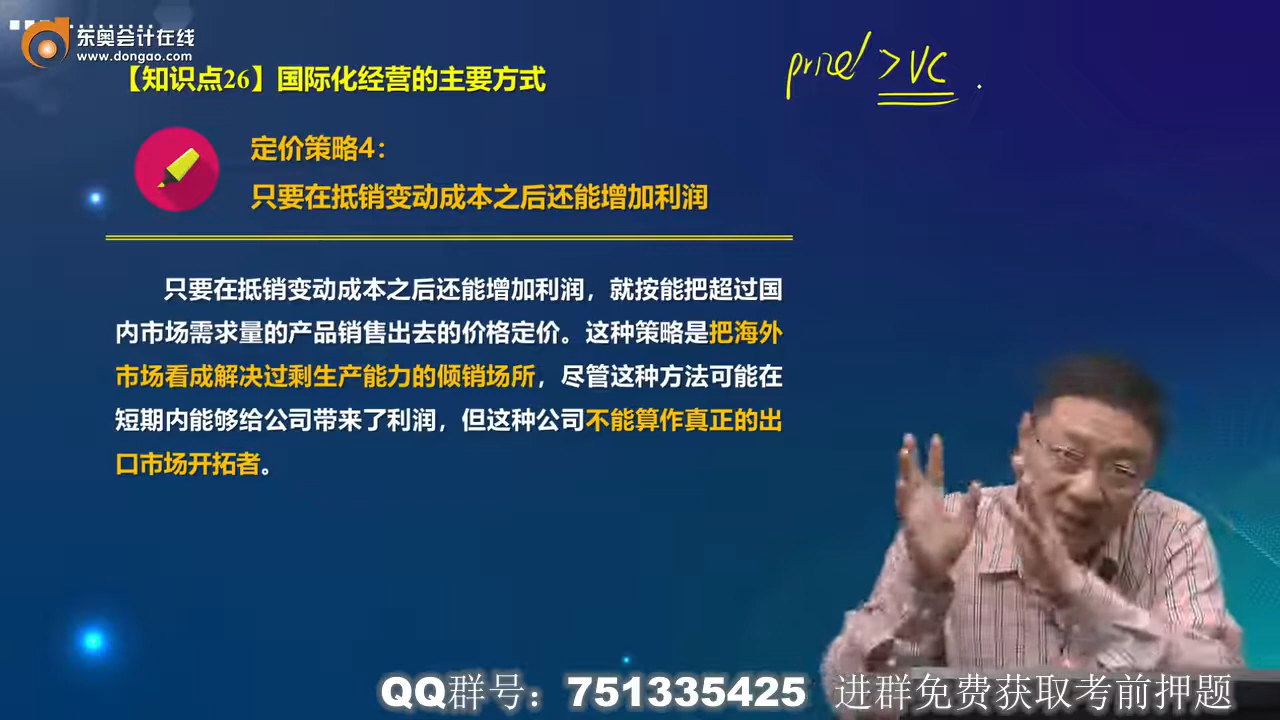 东奥会计在线
www.dongao.com
【知识点26】国际化经营的主要方式
price > VC .
定价策略4：
只要在抵销变动成本之后还能增加利润
只要在抵销变动成本之后还能增加利润，就按能把超过国
内市场需求量的产品销售出去的价格定价。这种策略是把海外
市场看成解决过剩生产能力的倾销场所，尽管这种方法可能在
短期内能够给公司带来了利润，但这种公司不能算作真正的出
口市场开拓者。
QQ群号：751335425 进群免费获取考前押题